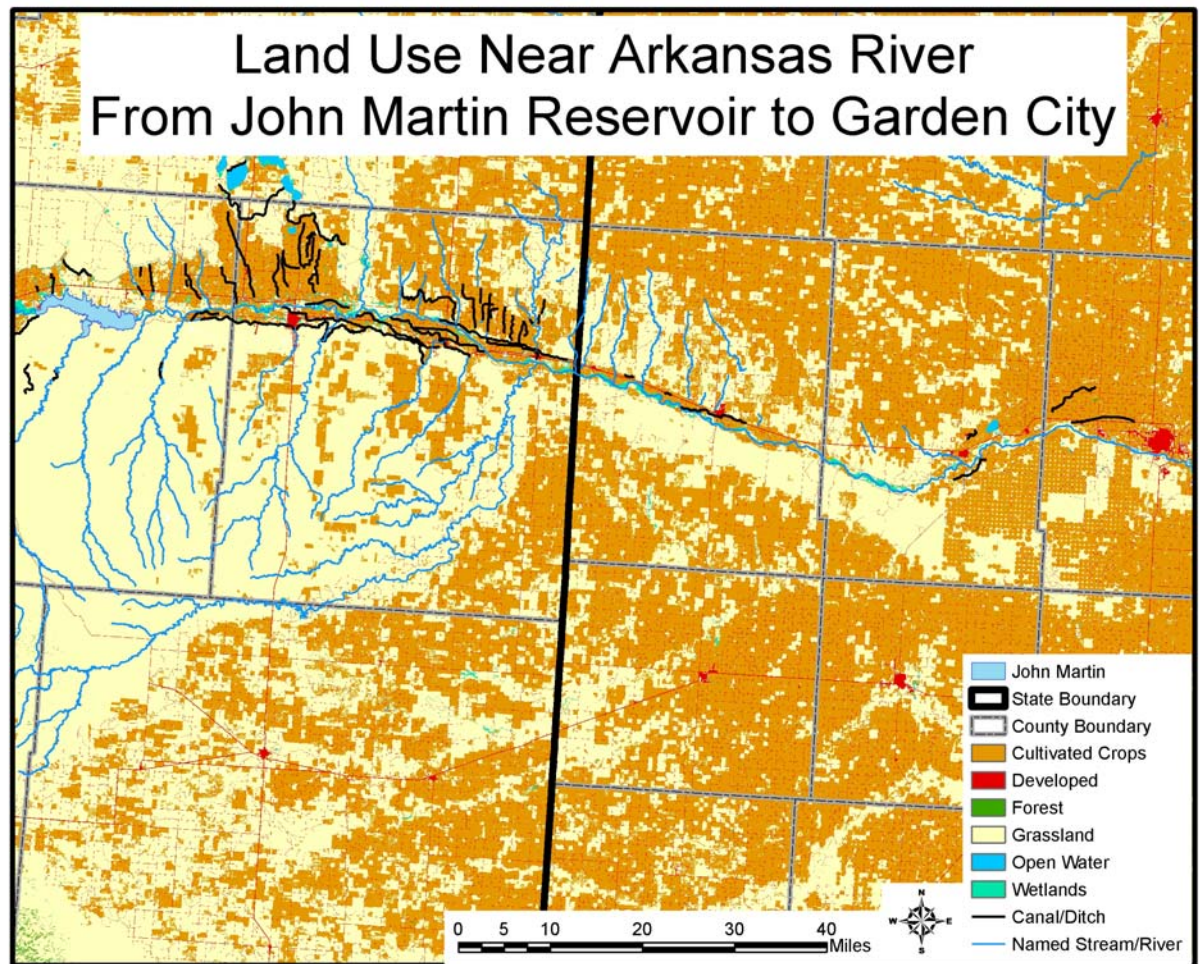 Land Use Near Arkansas River
From John Martin Reservoir to Garden City
John Martin
State Boundary
County Boundary
Cultivated Crops
Developed
Forest
Grassland
Open Water
Wetlands
Canal/Ditch
Named Stream/River
N
W E
S
0 5 10 20 30 40
Miles